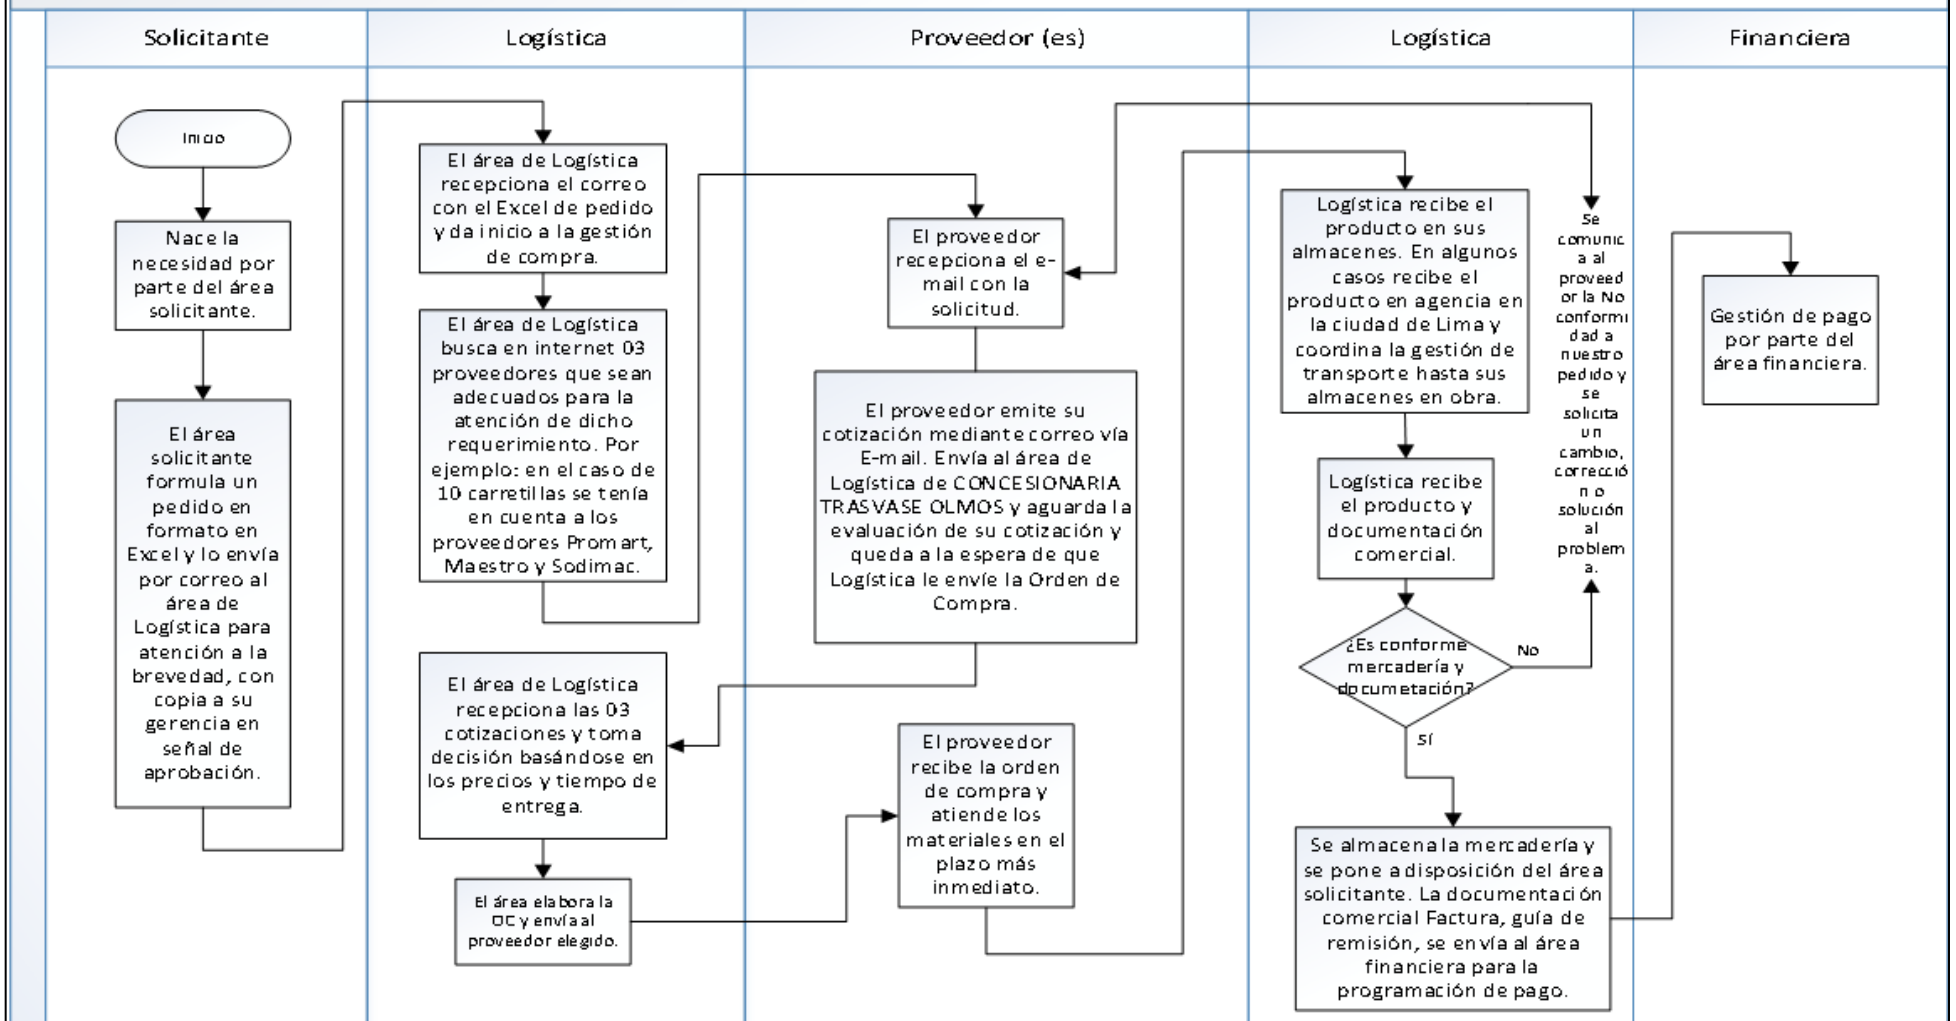 Solicitante
Logística
Proveedor (es)
Logística
Financiera
Inicio
Nace la
necesidad por
parte del área
solicitante.
El área
solicitante
formula un
pedido en
formato en
Excel y lo envía
por correo al
área de
Logística para
atención a la
brevedad, con
copia a su
gerencia en
señal de
aprobación.
El área de Logística
recepciona el correo
con el Excel de pedido
y da inicio a la gestión
de compra.
El área de Logística
busca en internet 03
proveedores que sean
adecuados para la
atención de dicho
requerimiento. Por
ejemplo: en el caso de
10 carretillas se tenía
en cuenta a los
proveedores Promart,
Maestro y Sodimac.
El área de Logística
recepciona las 03
cotizaciones y toma
decisión basándose en
los precios y tiempo de
entrega.
El área elabora la
OC y envía al
proveedor elegido.
El proveedor
recepciona el e-
mail con la
solicitud.
El proveedor emite su
cotización mediante correo vía
E-mail. Envía al área de
Logística de CONCESIONARIA
TRASVASE OLMOS y aguarda la
evaluación de su cotización y
queda a la espera de que
Logística le envíe la Orden de
Compra.
El proveedor
recibe la orden
de compra y
atiende los
materiales en el
plazo más
inmediato.
Logística recibe el
producto en sus
almacenes. En algunos
casos recibe el
producto en agencia en
la ciudad de Lima y
coordina la gestión de
transporte hasta sus
almacenes en obra.
Logística recibe
el producto y
documentación
comercial.
¿Es conforme
mercadería y
documetación?
No
Sí
Se
comunic
a al
proveed
or la No
conformi
dad a
nuestro
pedido y
se
solicita
un
cambio,
correcció
n o
solución
al
problem
a.
Se almacena la mercadería y
se pone a disposición del área
solicitante. La documentación
comercial Factura, guía de
remisión, se envía al área
financiera para la
programación de pago.
Gestión de pago
por parte del
área financiera.